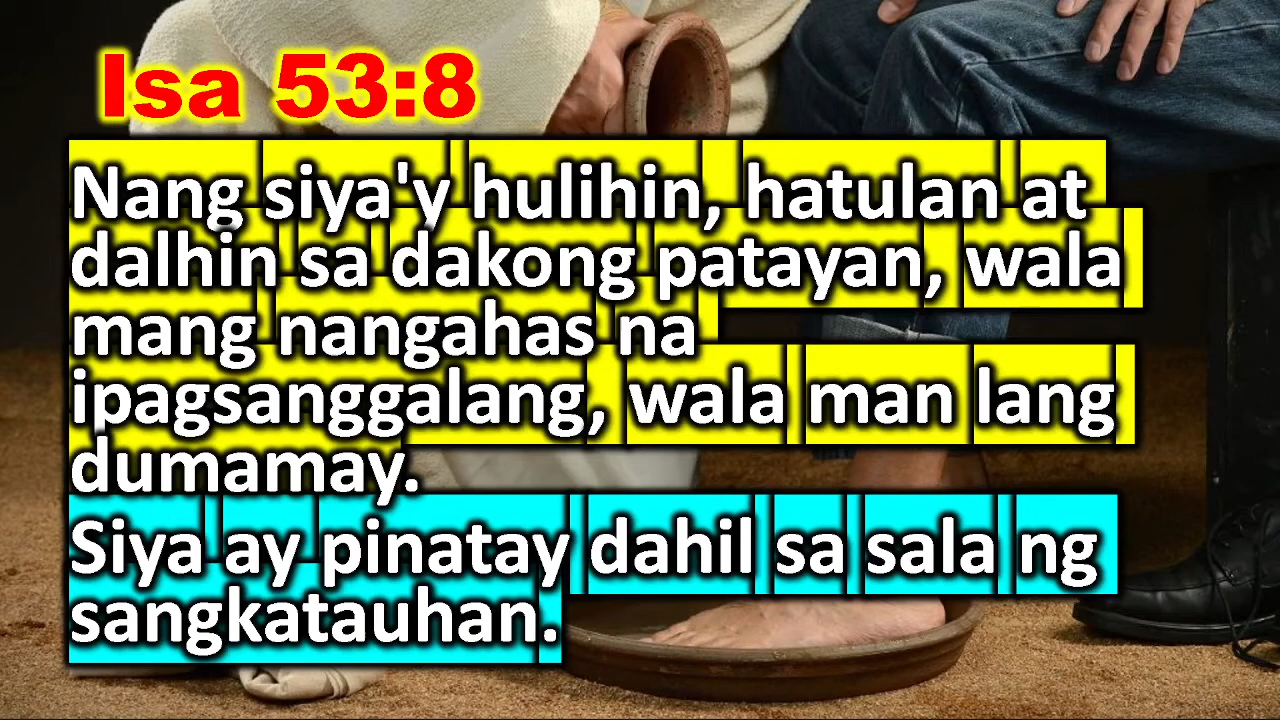 Isa 53:8
Nang siya'y hulihin, hatulan at
dalhin sa dakong patayan, wala
mang nangahas na
ipagsanggalang, wala man lang
dumamay.
Siya ay pinatay dahil sa sala ng
sangkatauhan.